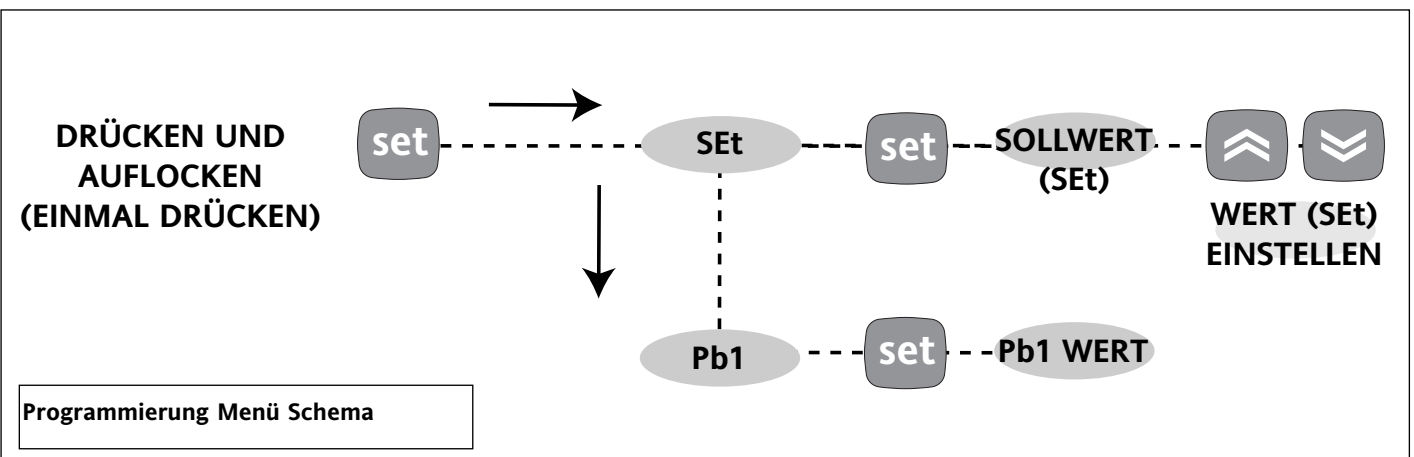 DRÜCKEN UND
AUFLOCKEN
(EINMAL DRÜCKEN)
set
SEt
set
SOLLWERT
(SEt)
WERT (SEt)
EINSTELLEN
Pb1
set
Pb1 WERT
Programmierung Menü Schema